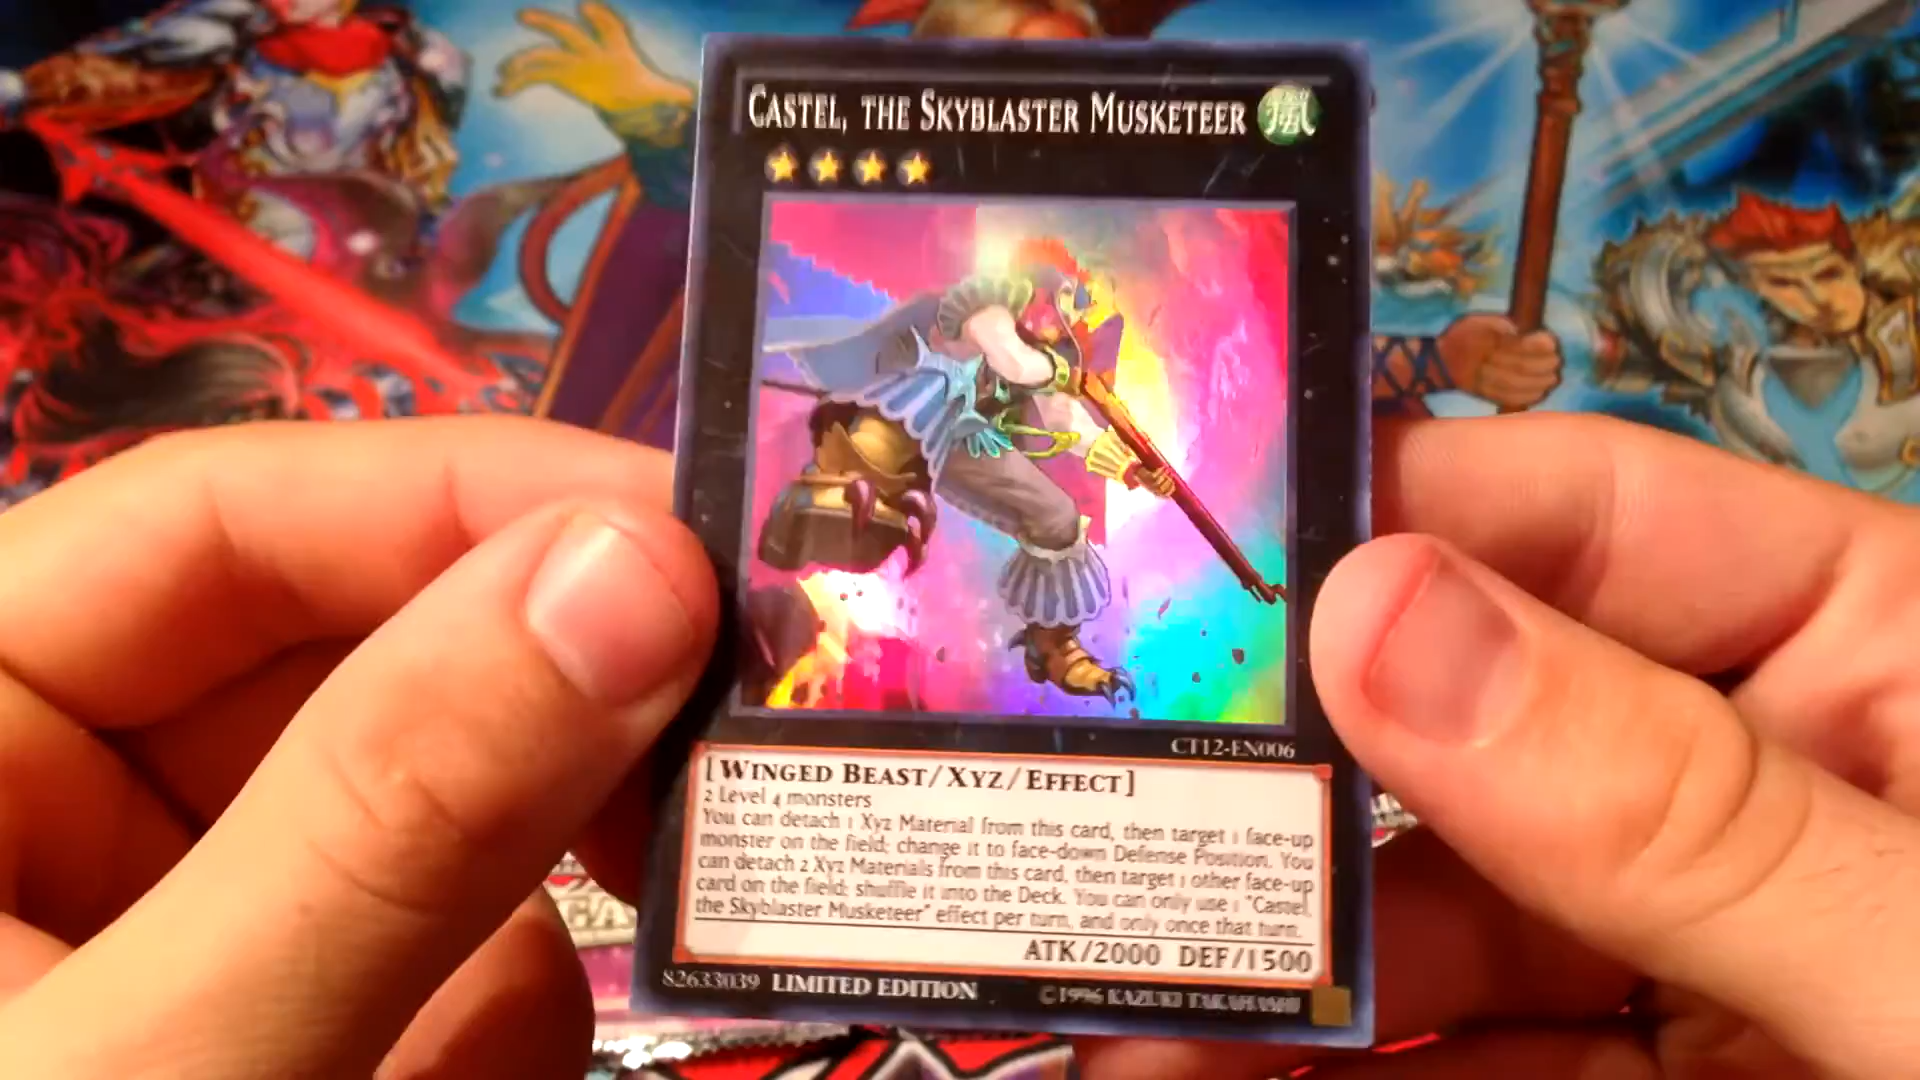 CASTEL, THE SKYBLASTER MUSKETEER 風
CT12-EN006
[WINGED BEAST/XYZ/EFFECT]
2 Level 4 monsters
You can detach 1 Xyz Material from this card, then target 1 face-up
monster on the field; change it to face-down Defense Position. You
can detach 2 Xyz Materials from this card, then target 1 other face-up
card on the field; shuffle it into the Deck. You can only use 1 "Castel,
the Skyblaster Musketeer" effect per turn, and only once that turn.
ATK/2000 DEF/1500
82633039 LIMITED EDITION ©1996 KAZUKI TAKAHASHI